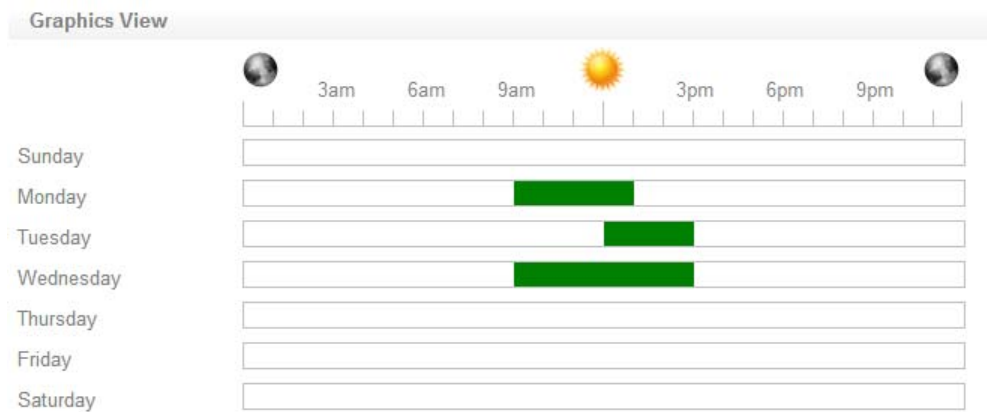 Graphics View
3am 6am 9am 3pm 6pm 9pm
Sunday
Monday
Tuesday
Wednesday
Thursday
Friday
Saturday